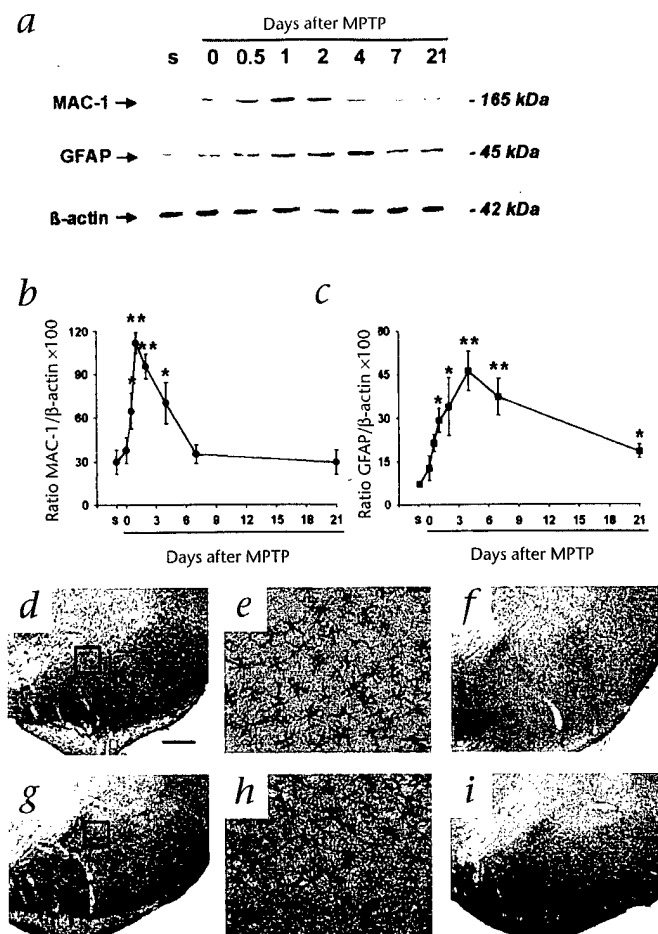 a
Days after MPTP
s 0 0.5 1 2 4 7 21
MAC-1 → - 165 kDa
GFAP → - 45 kDa
ß-actin → - 42 kDa
b
Ratio MAC-1/β-actin ×100
120
90
60
30
0
* ** ** *
s 0 3 6 9 12 15 18 21
Days after MPTP
c
Ratio GFAP/β-actin ×100
60
45
30
15
0
* * ** ** *
s 0 3 6 9 12 15 18 21
Days after MPTP
d e f
g h i